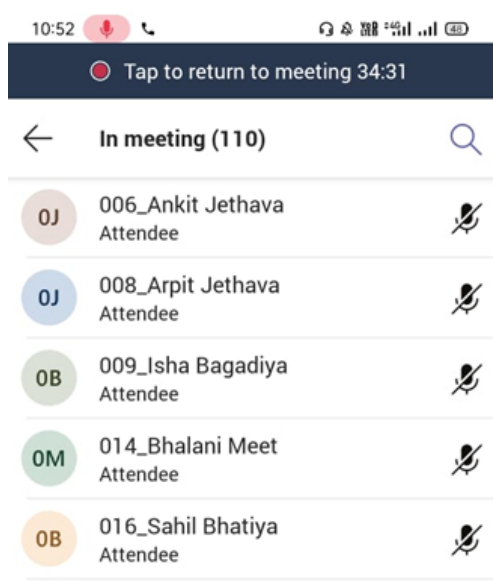 10:52
48
Tap to return to meeting 34:31
In meeting (110)
0J
006_Ankit Jethava
Attendee
0J
008_Arpit Jethava
Attendee
0B
009_Isha Bagadiya
Attendee
0M
014_Bhalani Meet
Attendee
0B
016_Sahil Bhatiya
Attendee